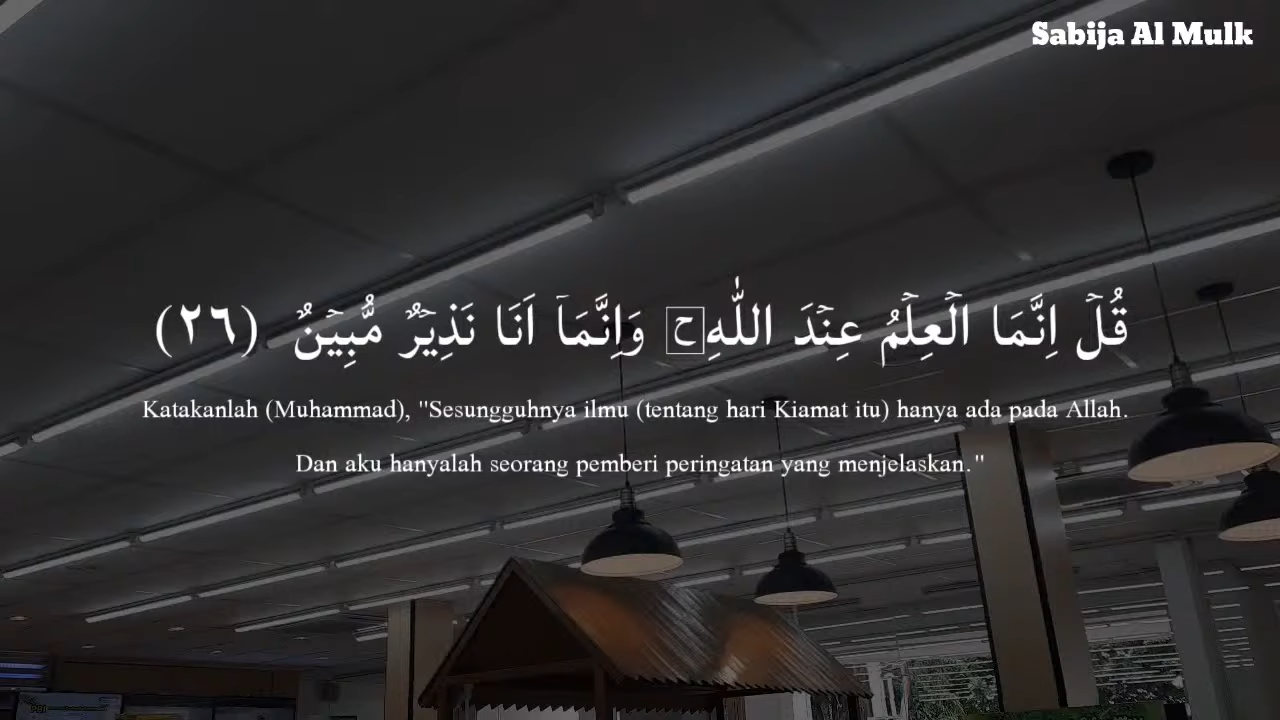 Sabija Al Mulk
قُلْ اِنَّمَا الْعِلْمُ عِنْدَ اللّٰهِ ۖوَاِنَّمَآ اَنَا نَذِيْرٌ مُّبِيْنٌ (٢٦)
Katakanlah (Muhammad), "Sesungguhnya ilmu (tentang hari Kiamat itu) hanya ada pada Allah.
Dan aku hanyalah seorang pemberi peringatan yang menjelaskan."